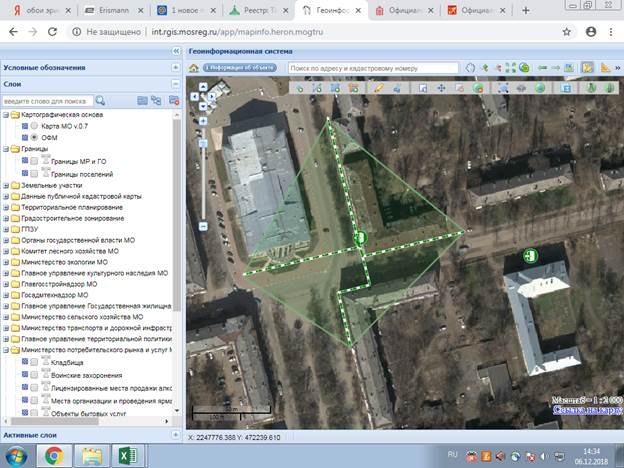 обои эри
Erismann
1 новое п
Реестр: Та
Геоинформ
Официал
Официал
Не защищено
int.rgis.mosreg.ru/app/mapinfo.heron.mogtru
Геоинформационная система
Условные обозначения
Информация об объекте
Поиск по адресу и кадастровому номеру
Слои
введите слово для поиска
Картографическая основа
Карта МО v.0.7
ОФМ
Границы
Границы МР и ГО
Границы поселений
Земельные участки
Данные публичной кадастровой карты
Территориальное планирование
Градостроительное зонирование
ГПЗУ
Органы государственной власти МО
Комитет лесного хозяйства МО
Министерство экологии МО
Главное управление культурного наследия МО
Главгосстройнадзор МО
Госадмтехнадзор МО
Главное управление Государственная жилищна
Министерство сельского хозяйства МО
Министерство транспорта и дорожной инфрастр
Главное управление территориальной политики
Министерство потребительского рынка и услуг М
Кладбища
Воинские захоронения
Лицензированные места продажи алко
Места организации и проведения ярма
Объекты бытовых услуг
Активные слои
Масштаб = 1 : 2 000
Ссылка на карту
100 m
X: 2247776.388 Y: 472239.610
RU
14:34
06.12.2018